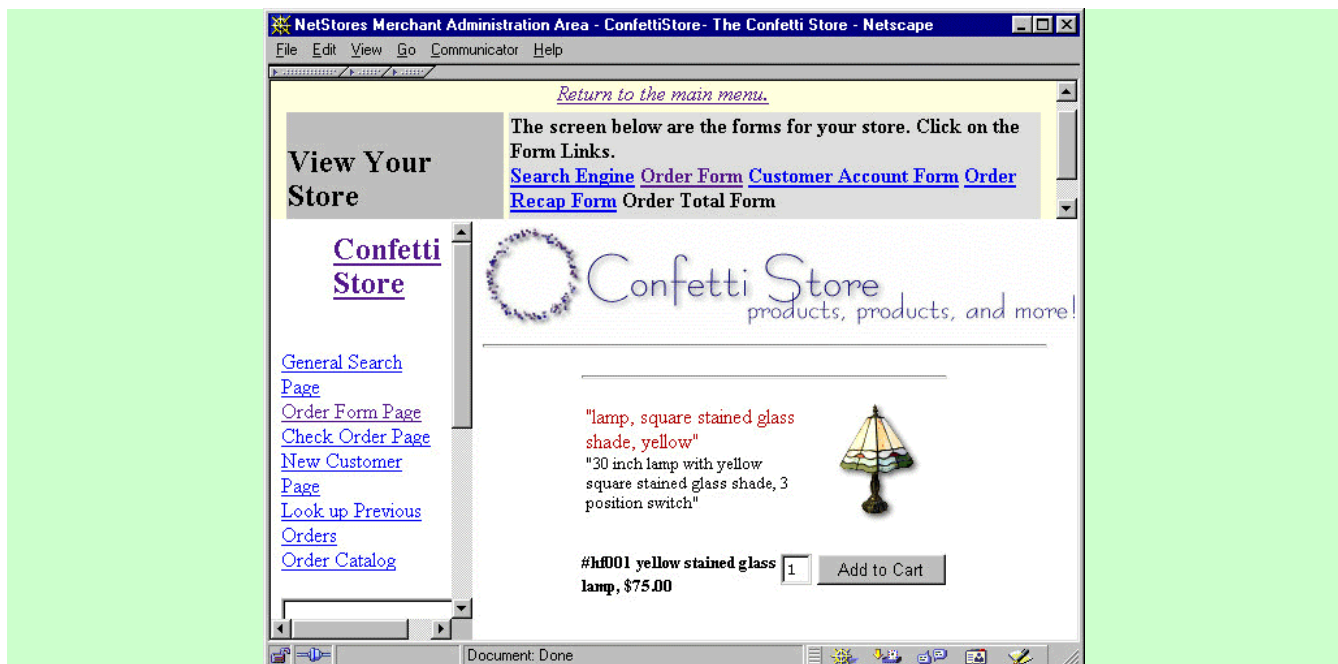 NetStores Merchant Administration Area - ConfettiStore- The Confetti Store - Netscape
File Edit View Go Communicator Help
Return to the main menu.
View Your
Store
The screen below are the forms for your store. Click on the
Form Links.
Search Engine Order Form Customer Account Form Order
Recap Form Order Total Form
Confetti
Store
General Search
Page
Order Form Page
Check Order Page
New Customer
Page
Look up Previous
Orders
Order Catalog
Confetti Store
products, products, and more!
"lamp, square stained glass
shade, yellow"
"30 inch lamp with yellow
square stained glass shade, 3
position switch"
#hf001 yellow stained glass
lamp, $75.00
1
Add to Cart
Document: Done